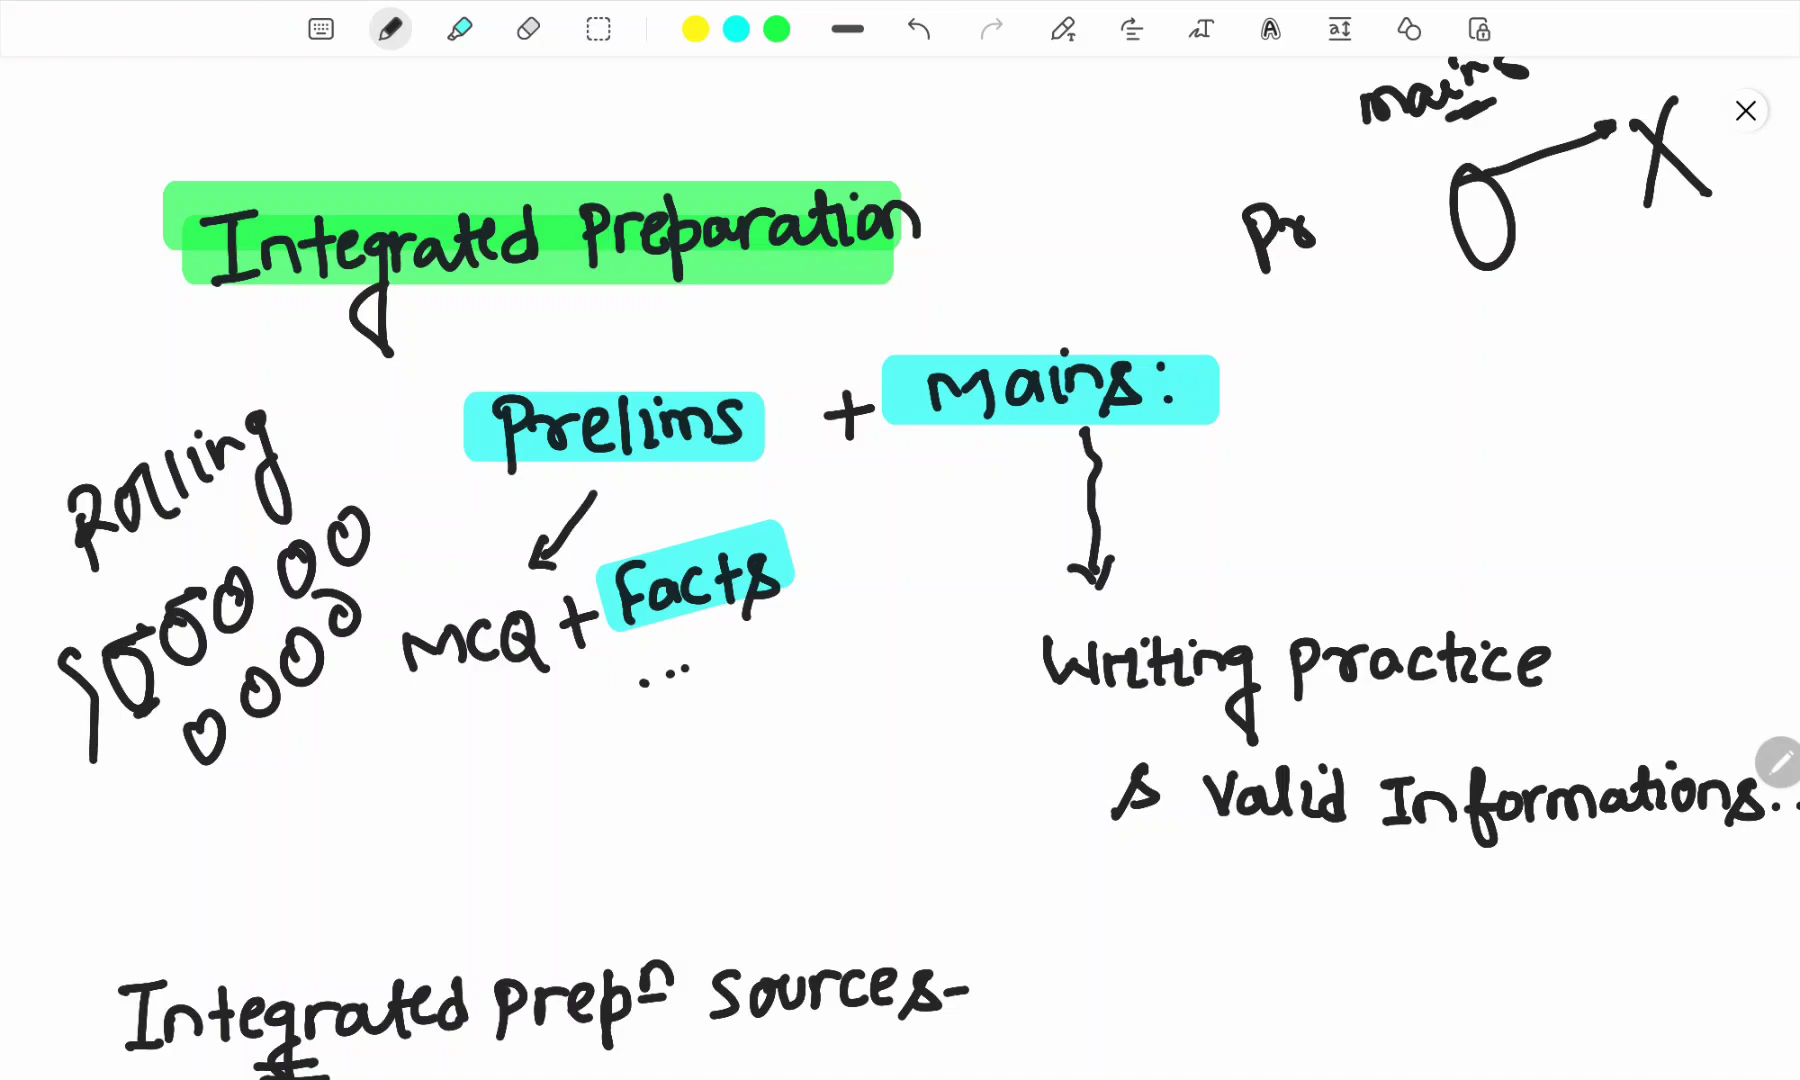 mains
Pr
Integrated Preparation
Prelims + Mains:
Rolling
MCQ + Facts
...
Writing practice
& Valid Informations..
Integrated prepn sources-